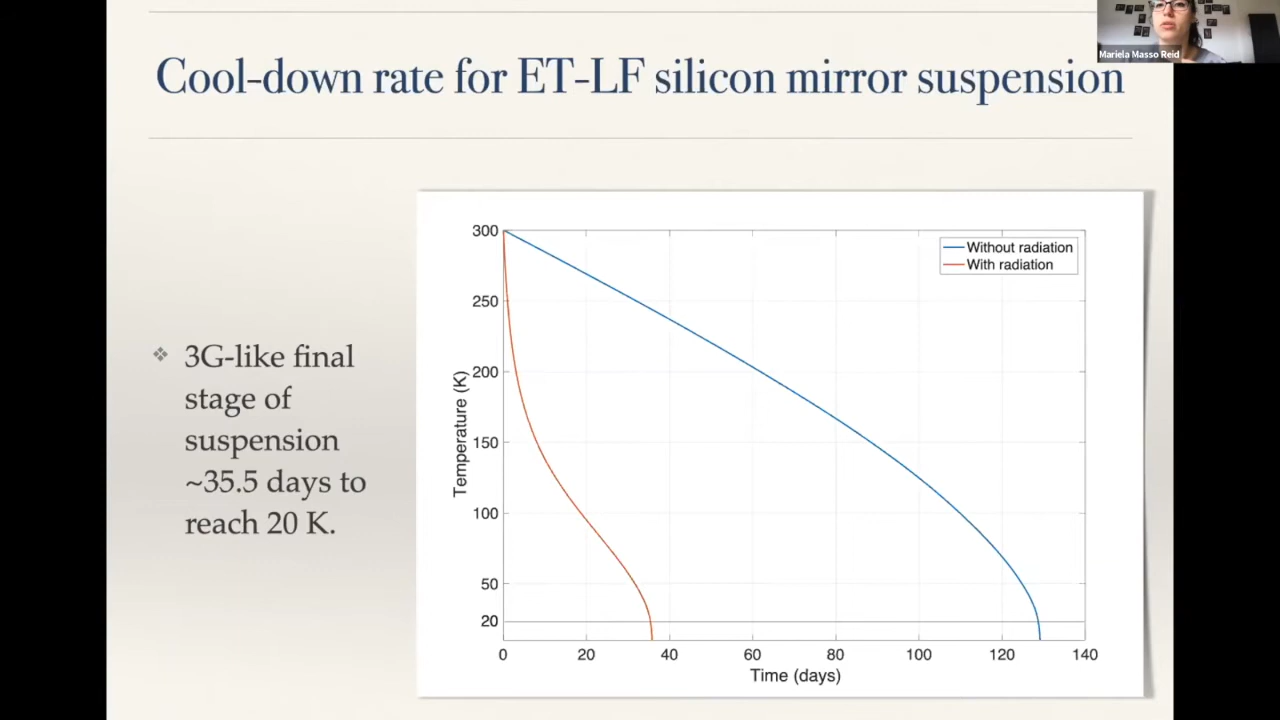 Mariela Masso Reid
Cool-down rate for ET-LF silicon mirror suspension
❖ 3G-like final
stage of
suspension
~35.5 days to
reach 20 K.
300
250
200
150
100
50
20
Temperature (K)
Without radiation
With radiation
0 20 40 60 80 100 120 140
Time (days)